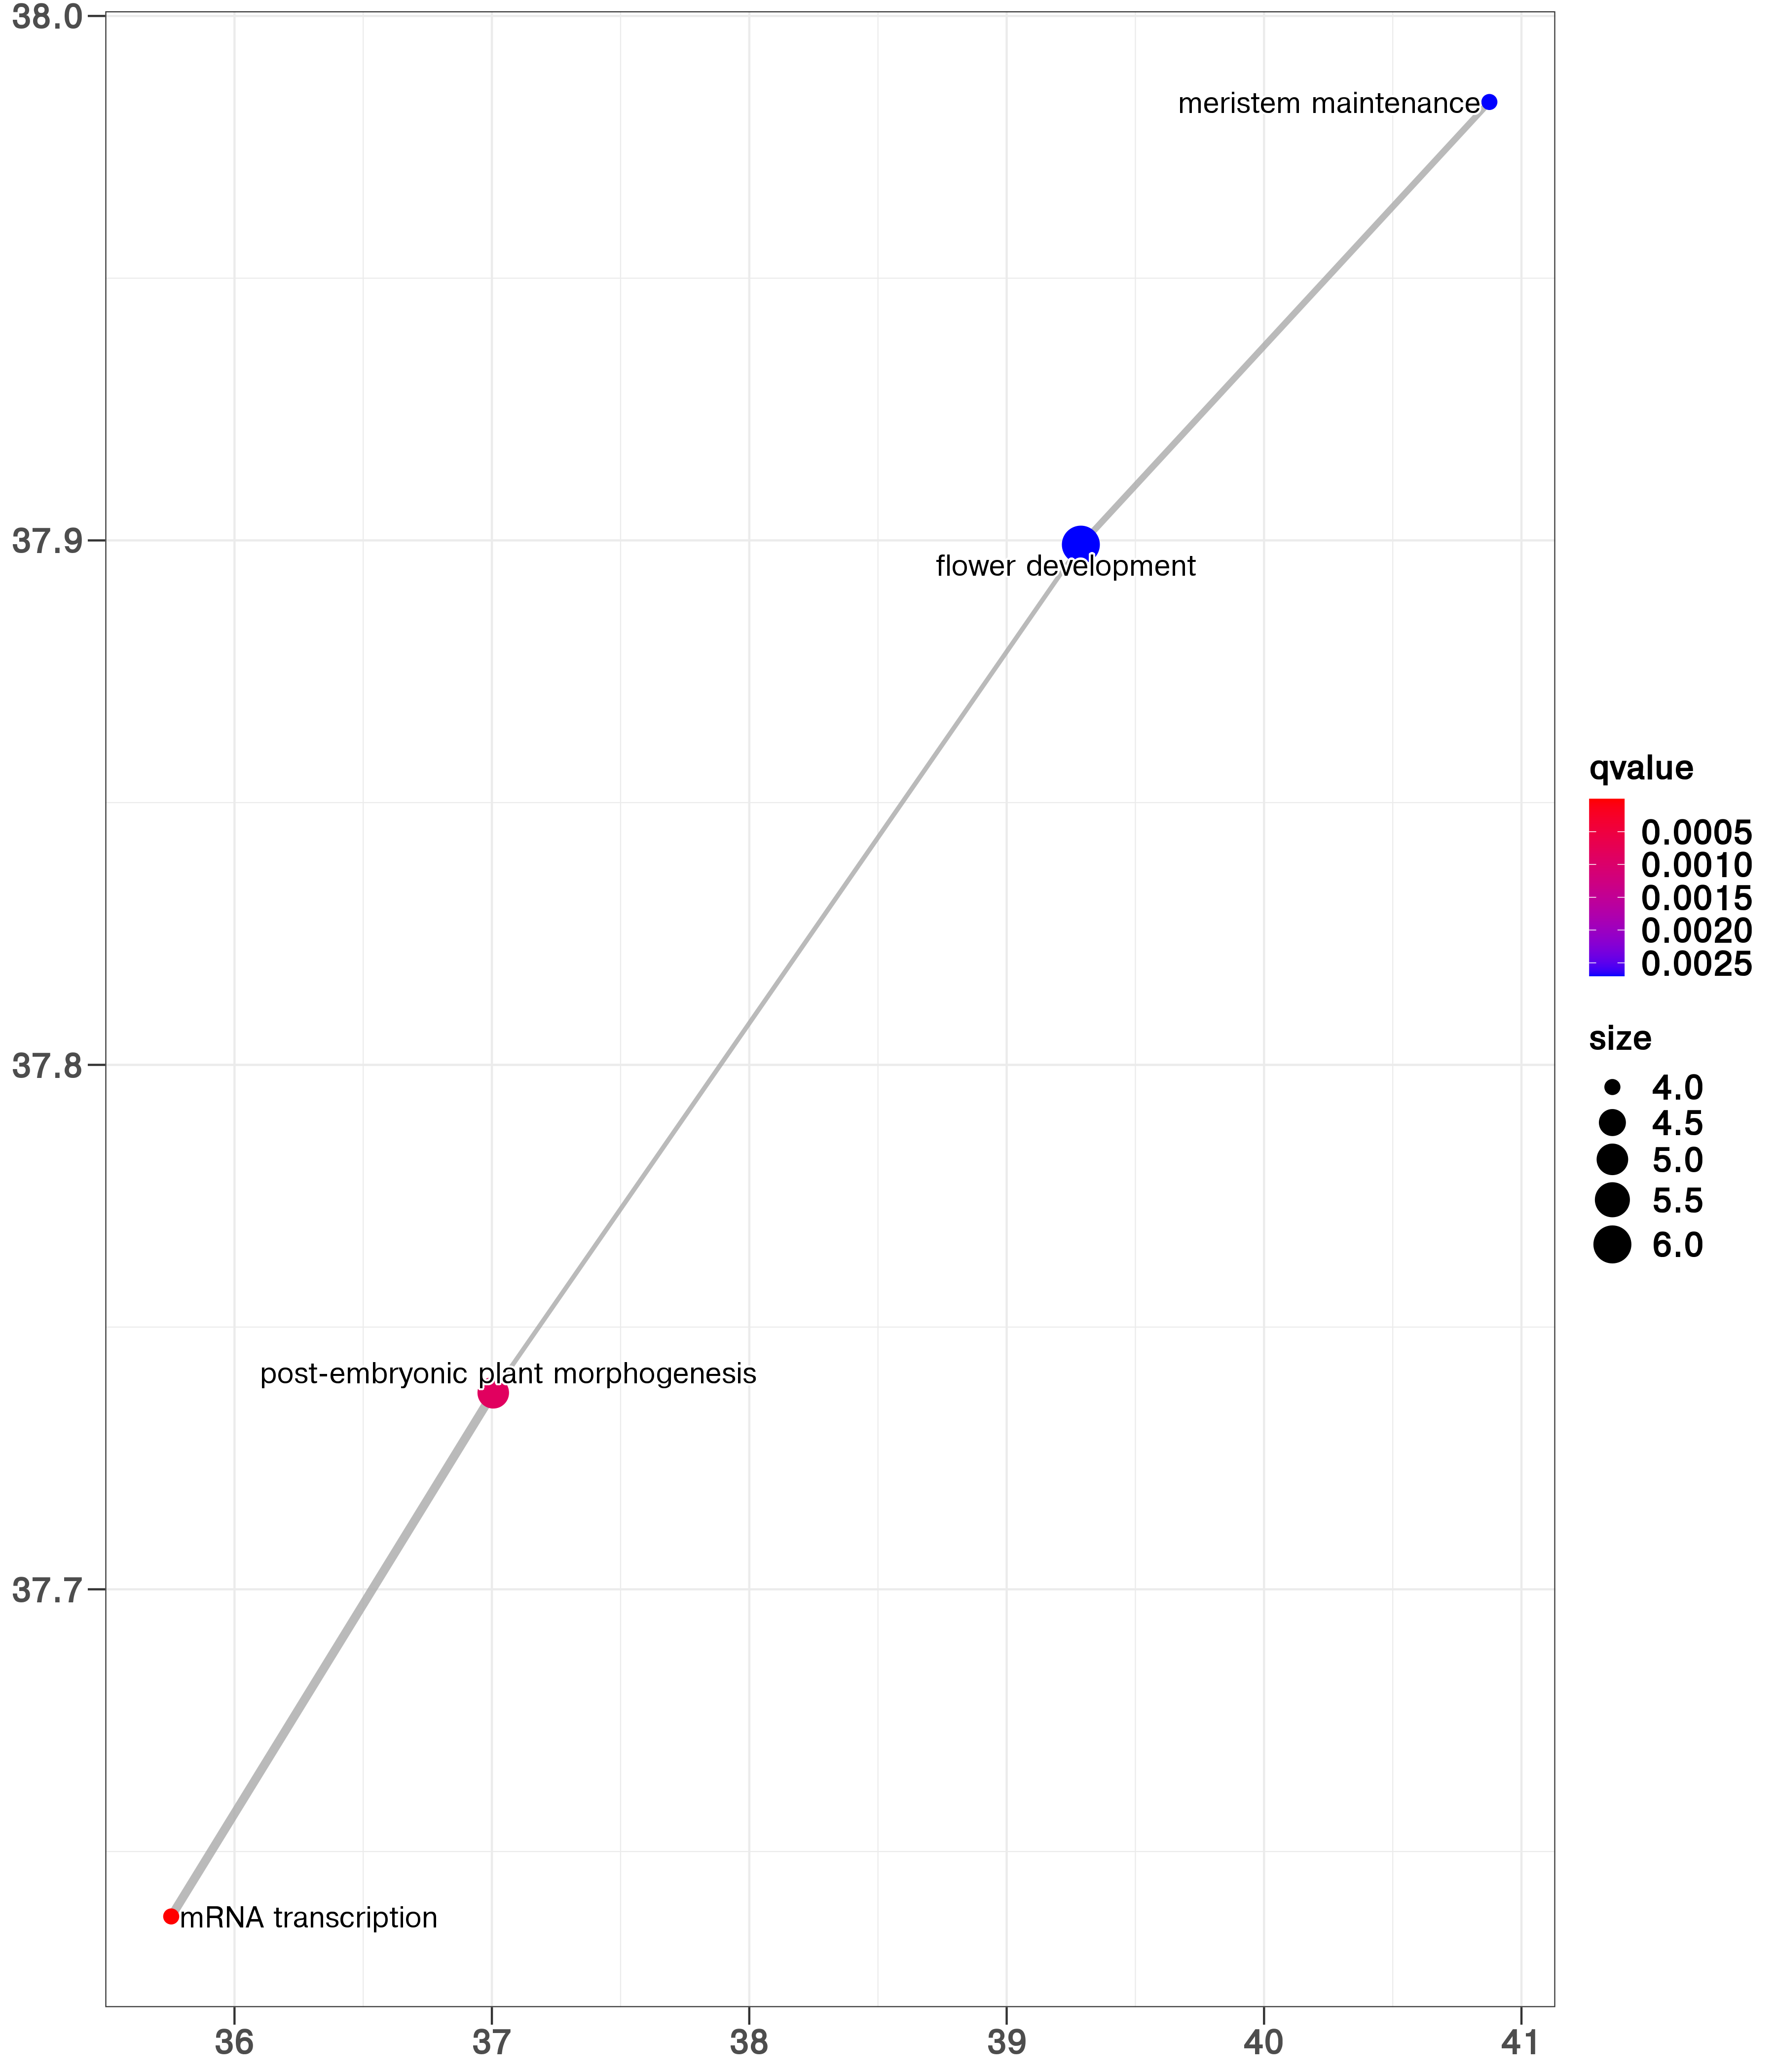 38.0
meristem maintenance
37.9
flower development
qvalue
0.0005
0.0010
0.0015
0.0020
0.0025
size
4.0
4.5
5.0
5.5
6.0
37.8
post-embryonic plant morphogenesis
37.7
mRNA transcription
36 37 38 39 40 41